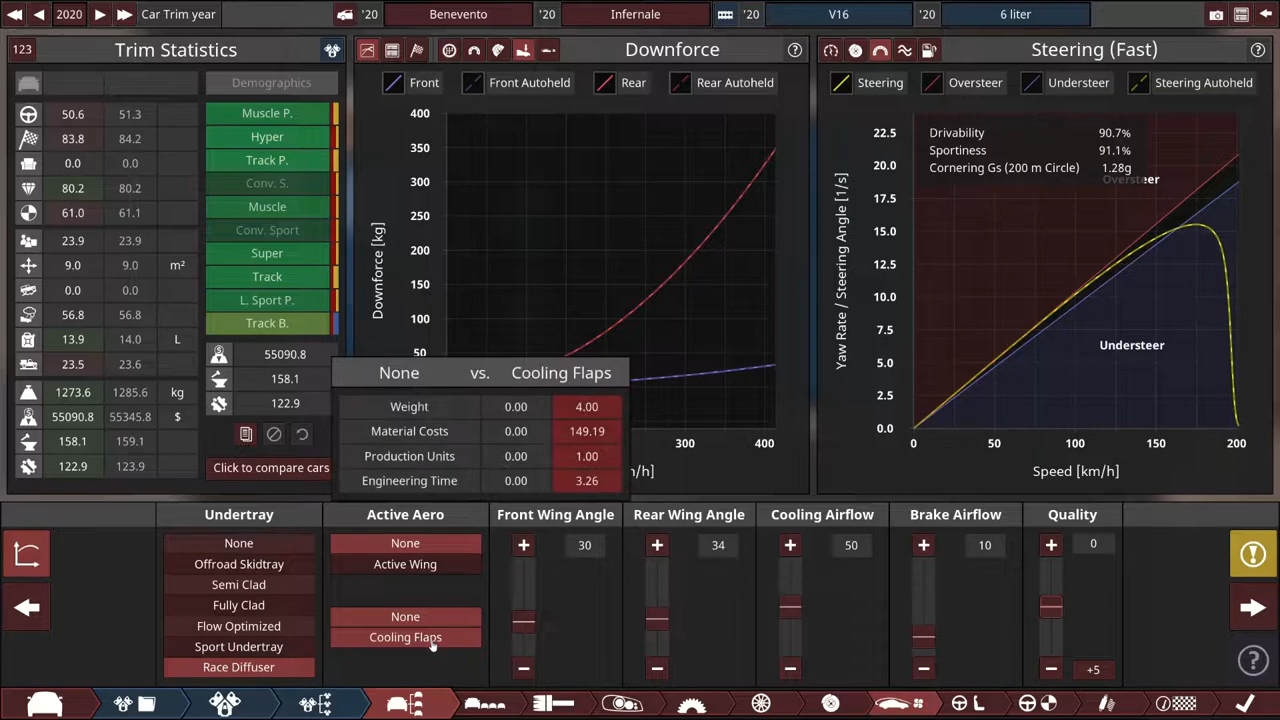 2020
Car Trim year
'20
Benevento
'20
Infernale
'20
V16
'20
6 liter
123
Trim Statistics
Demographics
50.6 51.3
83.8 84.2
0.0 0.0
80.2 80.2
61.0 61.1
23.9 23.9
9.0 9.0 m²
0.0 0.0
56.8 56.8
13.9 14.0 L
23.5 23.6
1273.6 1285.6 kg
55090.8 55345.8 $
158.1 159.1
122.9 123.9
Muscle P.
Hyper
Track P.
Conv. S.
Muscle
Conv. Sport
Super
Track
L. Sport P.
Track B.
55090.8
158.1
122.9
Click to compare cars
Downforce
?
Front
Front Autoheld
Rear
Rear Autoheld
400
350
300
250
200
150
100
50
Downforce [kg]
300
400
m/h]
None vs. Cooling Flaps
Weight 0.00 4.00
Material Costs 0.00 149.19
Production Units 0.00 1.00
Engineering Time 0.00 3.26
Steering (Fast)
?
Steering
Oversteer
Understeer
Steering Autoheld
Drivability 90.7%
Sportiness 91.1%
Cornering Gs (200 m Circle) 1.28g
Oversteer
Understeer
22.5
20.0
17.5
15.0
12.5
10.0
7.5
5.0
2.5
0.0
Yaw Rate / Steering Angle [1/s]
0
50
100
150
200
Speed [km/h]
Undertray
None
Offroad Skidtray
Semi Clad
Fully Clad
Flow Optimized
Sport Undertray
Race Diffuser
Active Aero
None
Active Wing
None
Cooling Flaps
Front Wing Angle
+ 30
−
Rear Wing Angle
+ 34
−
Cooling Airflow
+ 50
−
Brake Airflow
+ 10
−
Quality
+ 0
− +5
!
?